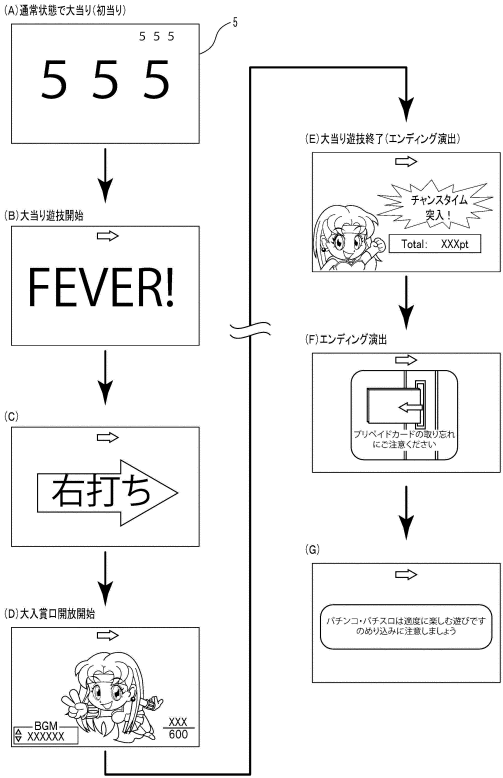 (A)通常状態で大当り(初当り)
5 5 5
5 5 5
5
(B)大当り遊技開始
FEVER!
(C)
右打ち
(D)大入賞口開放開始
BGM
XXXXXX
XXX
600
(E)大当り遊技終了(エンディング演出)
チャンスタイム
突入!
Total: XXXpt
(F)エンディング演出
プリペイドカードの取り忘れ
にご注意ください
(G)
パチンコ・パチスロは適度に楽しむ遊びです
のめり込みに注意しましょう